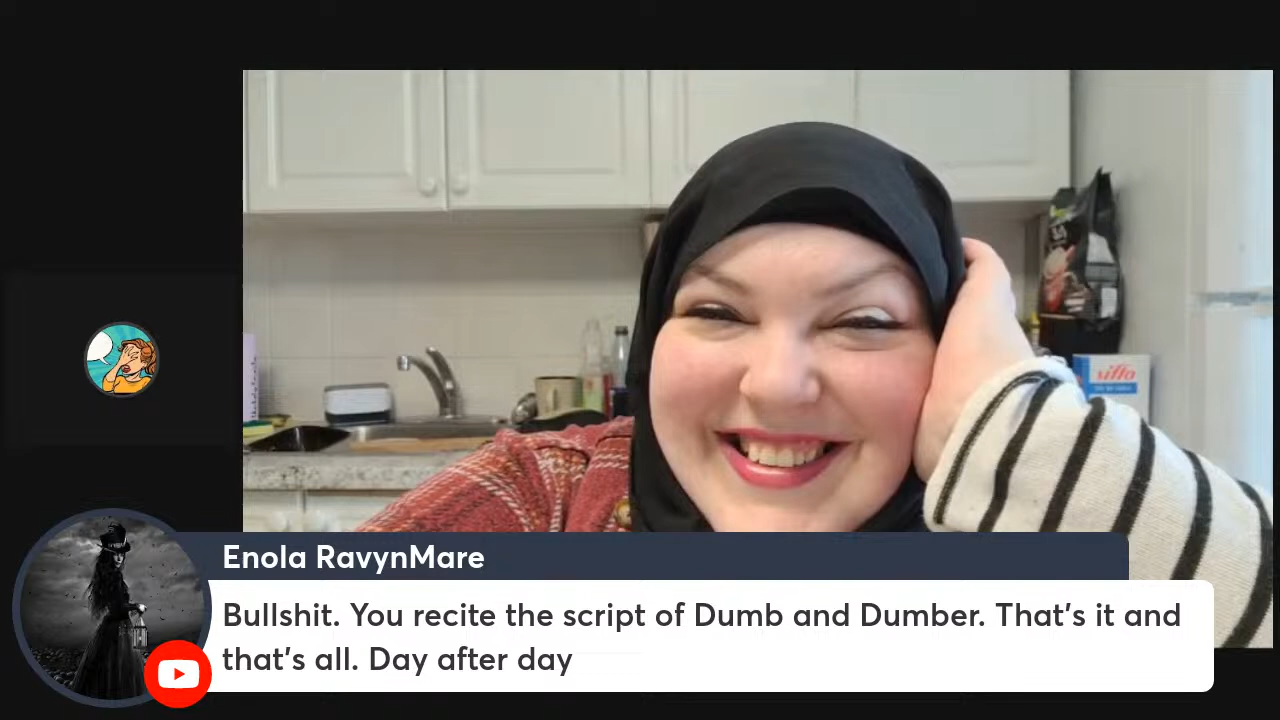 siffa
Enola RavynMare
Bullshit. You recite the script of Dumb and Dumber. That's it and
that's all. Day after day